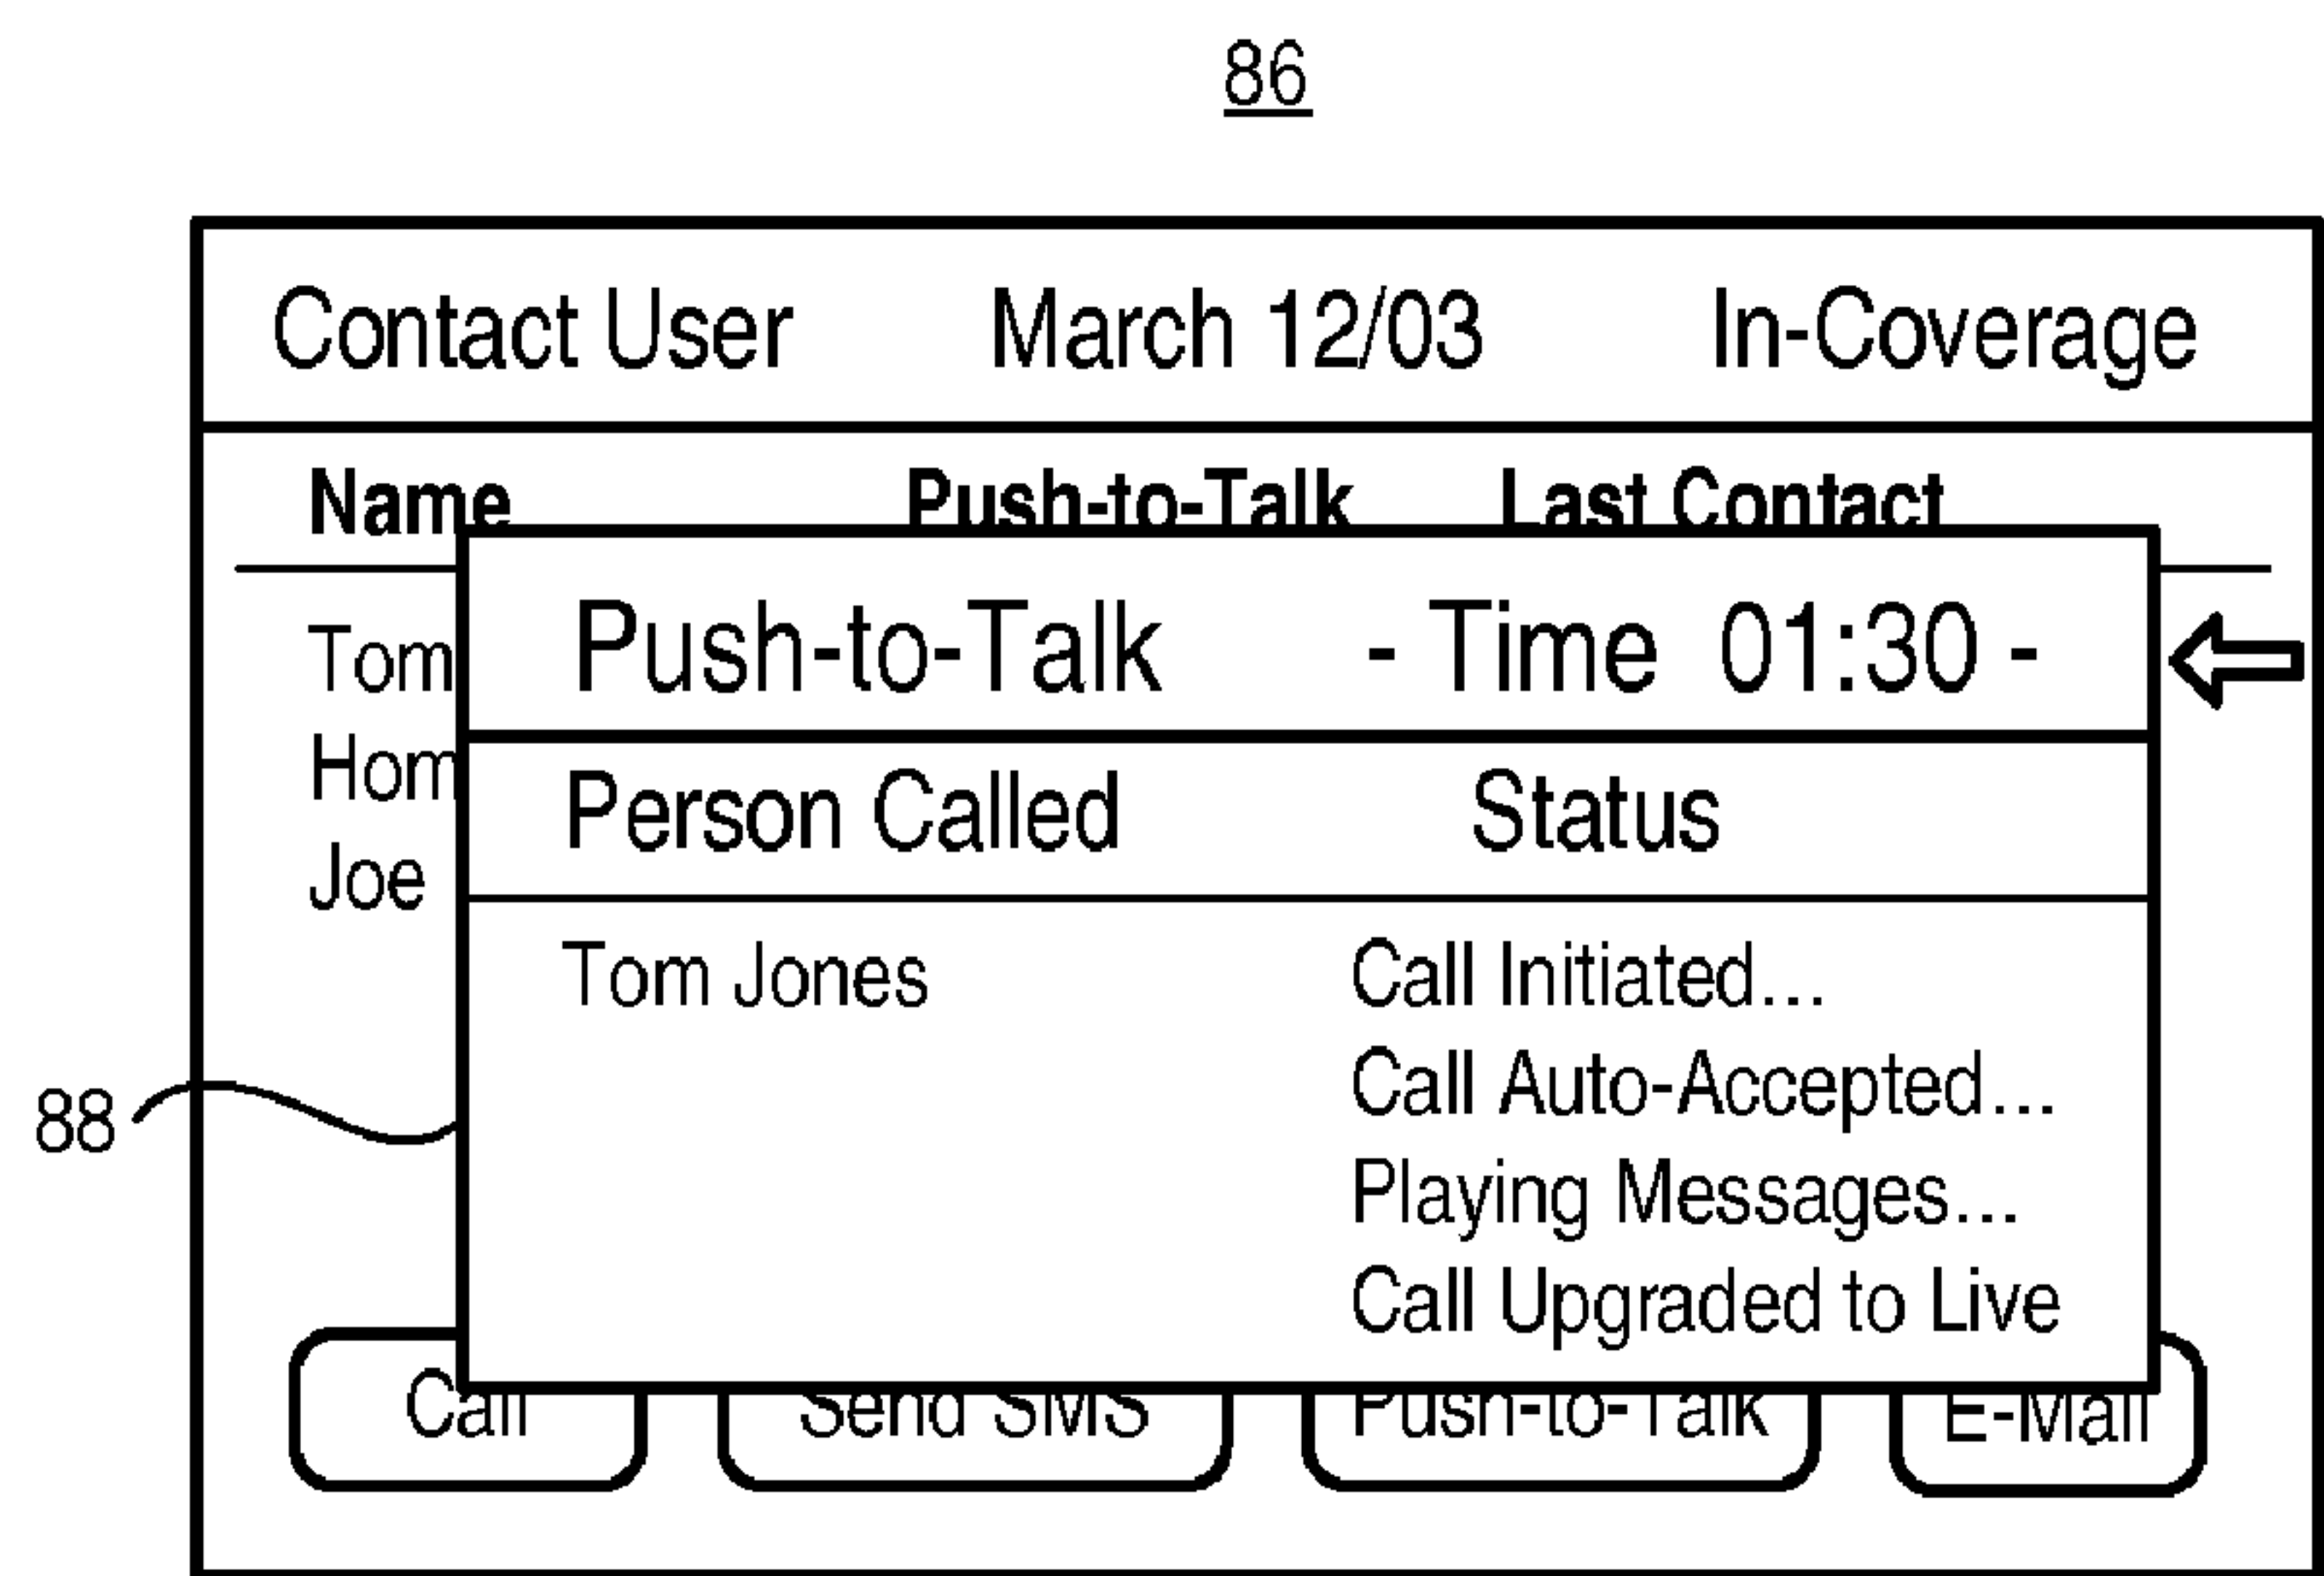 86
Contact User March 12/03 In-Coverage
Name Push-to-Talk Last Contact
Push-to-Talk - Time 01:30 -
Tom
Hom
Person Called Status
Joe
Tom Jones Call Initiated...
Call Auto-Accepted...
88
Playing Messages...
Call Upgraded to Live
Call Send SMS Push-to-Talk E-Mail